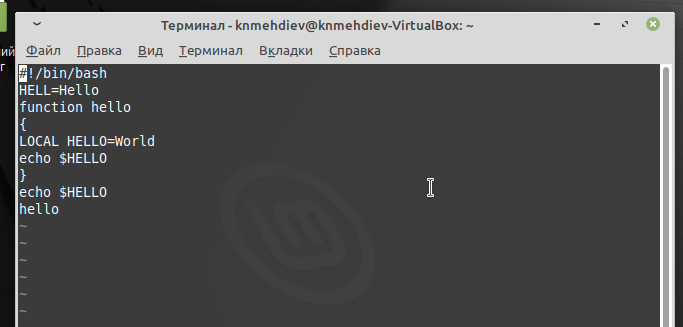 ий
г
Терминал - knmehdiev@knmehdiev-VirtualBox: ~
Файл Правка Вид Терминал Вкладки Справка
#!/bin/bash
HELL=Hello
function hello
{
LOCAL HELLO=World
echo $HELLO
}
echo $HELLO
hello
~
~
~
~
~
~